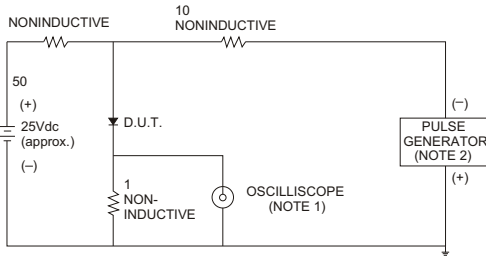 10
NONINDUCTIVE
NONINDUCTIVE
50
(+)
25Vdc
(approx.)
(–)
D.U.T.
1
NON-
INDUCTIVE
OSCILLISCOPE
(NOTE 1)
(–)
PULSE
GENERATOR
(NOTE 2)
(+)